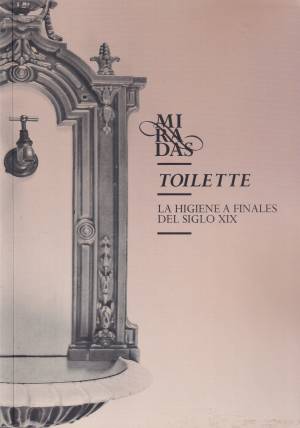 MI
RA
DAS
TOILETTE
LA HIGIENE A FINALES
DEL SIGLO XIX